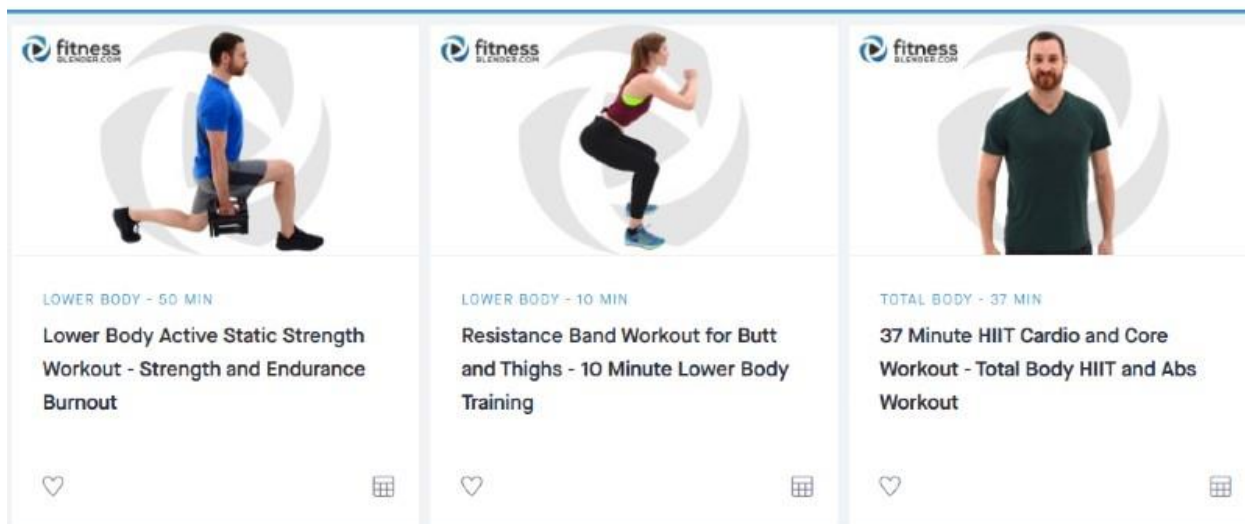 fitness
BLENDER.COM
fitness
BLENDER.COM
fitness
BLENDER.COM
LOWER BODY - 50 MIN
Lower Body Active Static Strength
Workout - Strength and Endurance
Burnout
LOWER BODY - 10 MIN
Resistance Band Workout for Butt
and Thighs - 10 Minute Lower Body
Training
TOTAL BODY - 37 MIN
37 Minute HIIT Cardio and Core
Workout - Total Body HIIT and Abs
Workout